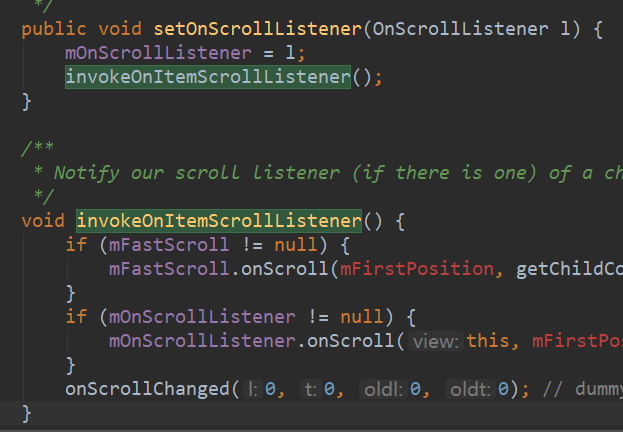 */
public void setOnScrollListener(OnScrollListener l) {
mOnScrollListener = l;
invokeOnItemScrollListener();
}
/**
* Notify our scroll listener (if there is one) of a ch
*/
void invokeOnItemScrollListener() {
if (mFastScroll != null) {
mFastScroll.onScroll(mFirstPosition, getChildCo
}
if (mOnScrollListener != null) {
mOnScrollListener.onScroll( view: this, mFirstPos
}
onScrollChanged( l: 0, t: 0, oldl: 0, oldt: 0); // dummy
}